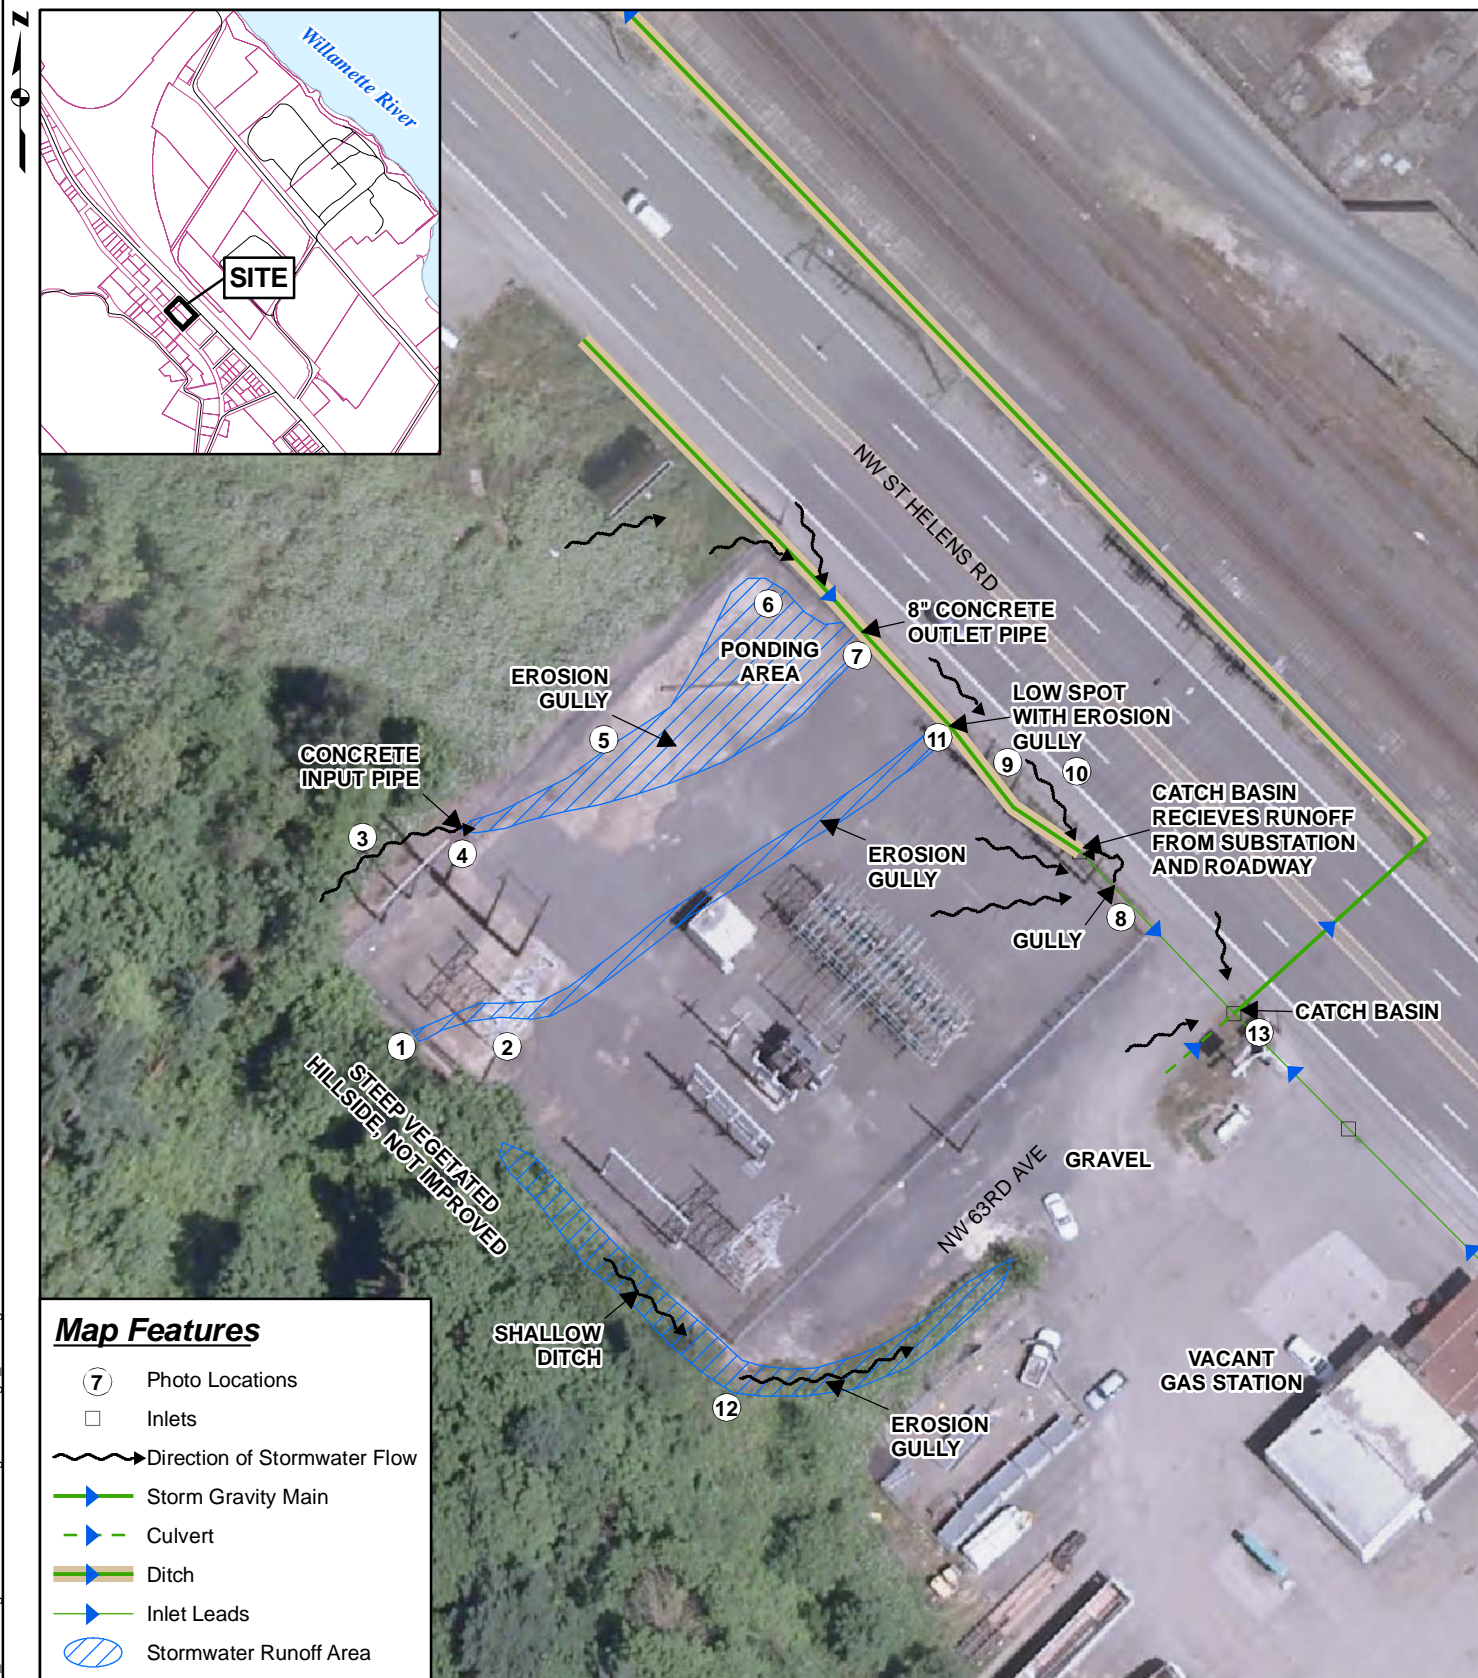 N
Willamette River
SITE
NW ST HELENS RD
6
8" CONCRETE
OUTLET PIPE
PONDING
AREA
7
EROSION
GULLY
5
LOW SPOT
WITH EROSION
GULLY
11
9
10
CONCRETE
INPUT PIPE
3
4
CATCH BASIN
RECIEVES RUNOFF
FROM SUBSTATION
AND ROADWAY
EROSION
GULLY
8
GULLY
CATCH BASIN
13
1
2
STEEP VEGETATED
HILLSIDE, NOT IMPROVED
NW 63RD AVE
GRAVEL
SHALLOW
DITCH
12
EROSION
GULLY
VACANT
GAS STATION
Map Features
7 Photo Locations
Inlets
Direction of Stormwater Flow
Storm Gravity Main
Culvert
Ditch
Inlet Leads
Stormwater Runoff Area